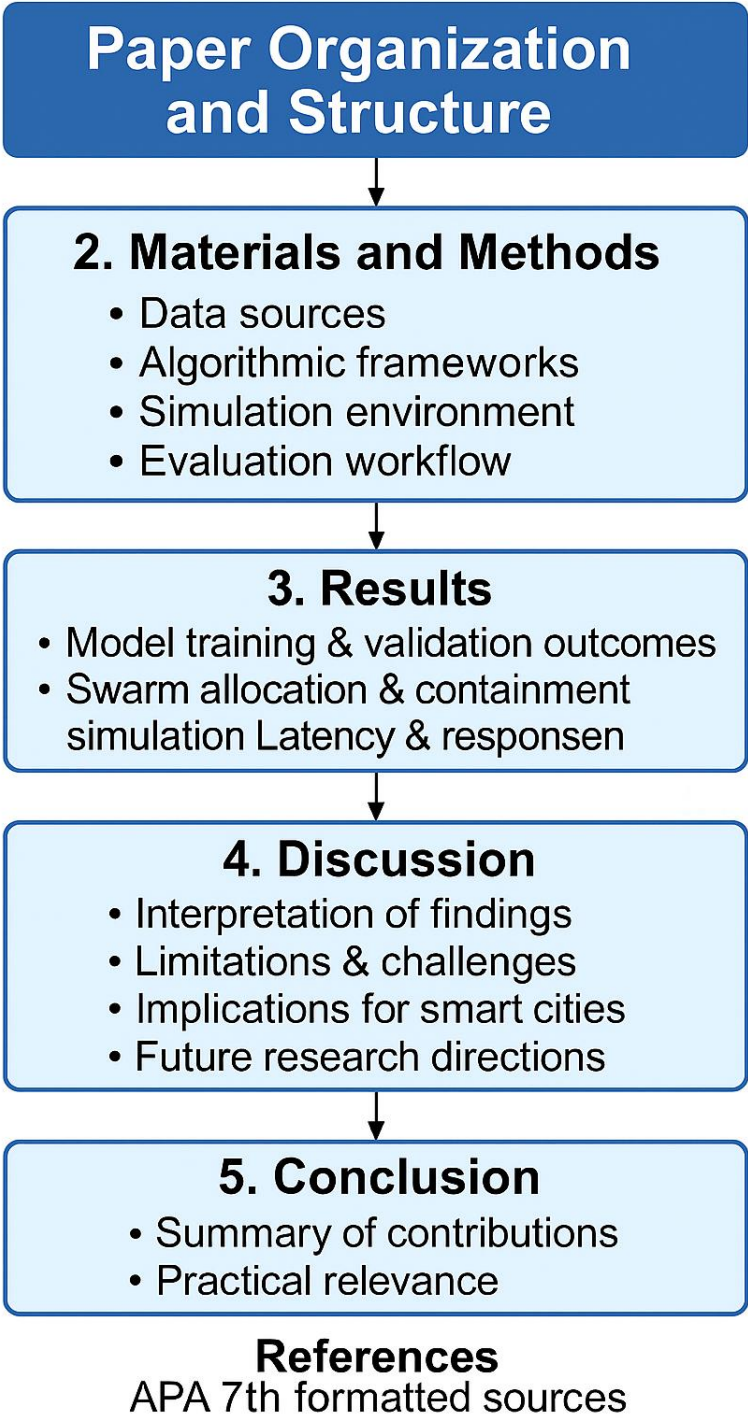 Paper Organization
and Structure
2. Materials and Methods
• Data sources
• Algorithmic frameworks
• Simulation environment
• Evaluation workflow
3. Results
• Model training & validation outcomes
• Swarm allocation & containment
simulation Latency & responsen
4. Discussion
• Interpretation of findings
• Limitations & challenges
• Implications for smart cities
• Future research directions
5. Conclusion
• Summary of contributions
• Practical relevance
References
APA 7th formatted sources